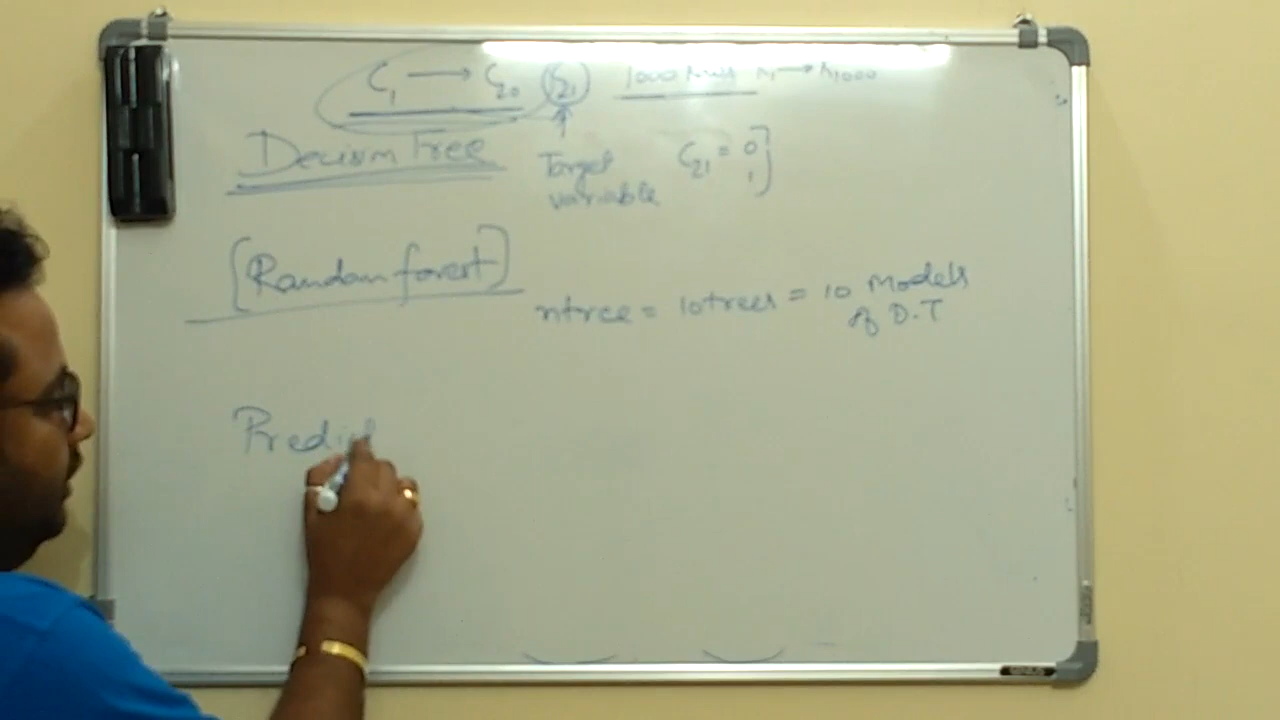 C1 → C20 C21 1000 rows R1 → R1000
Decision Tree
Target variable
C21 = 0
1
[Random forest]
ntree = 10 trees = 10 Models
of D.T
Predict